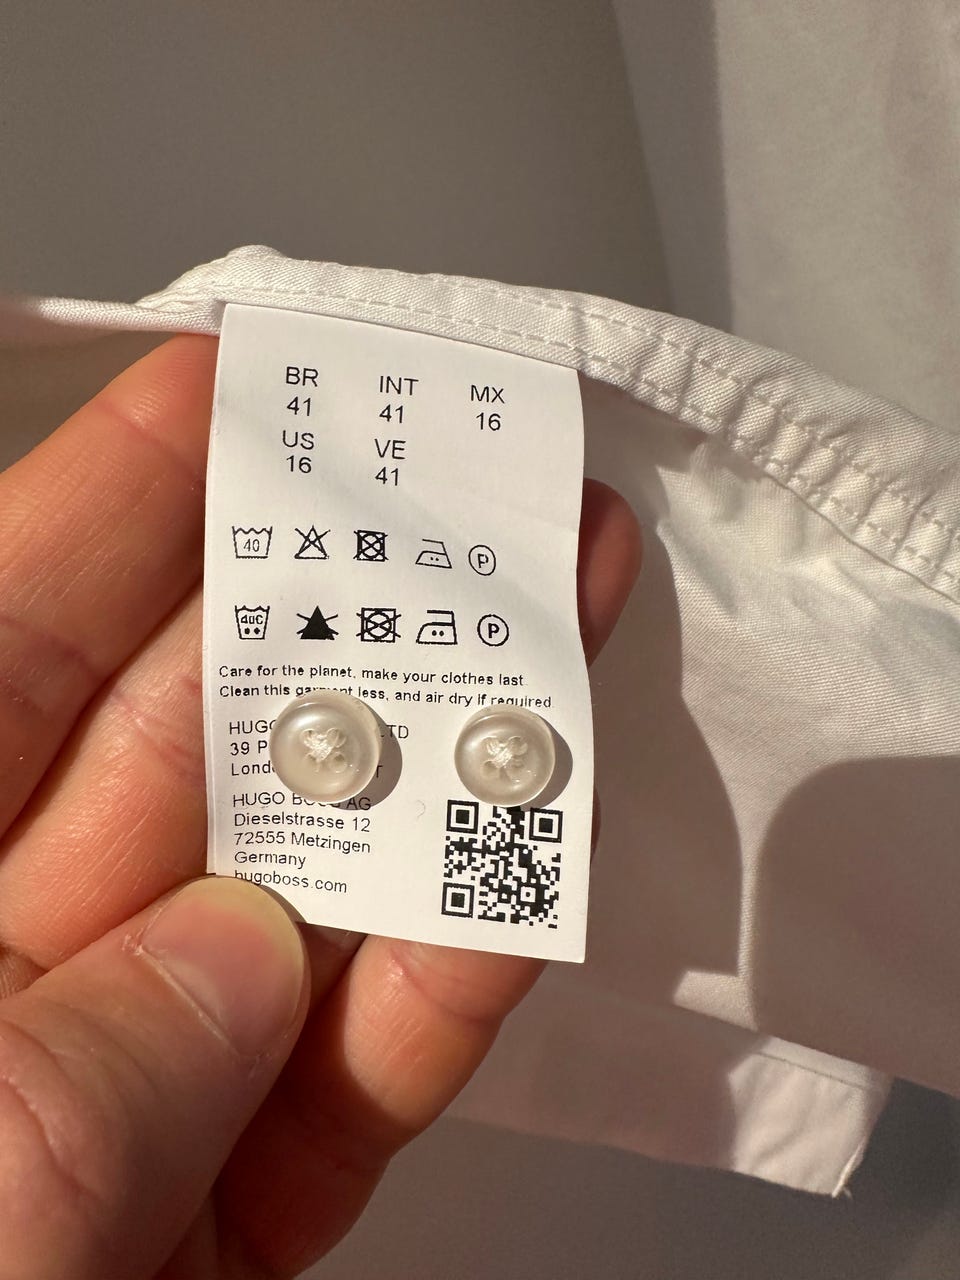 BR INT MX
41 41 16
US VE
16 41
40 P
40C P
Care for the planet, make your clothes last.
Clean this garment less, and air dry if required
HUGO LTD
39 P
London
HUGO BOSS AG
Dieselstrasse 12
72555 Metzingen
Germany
hugoboss.com